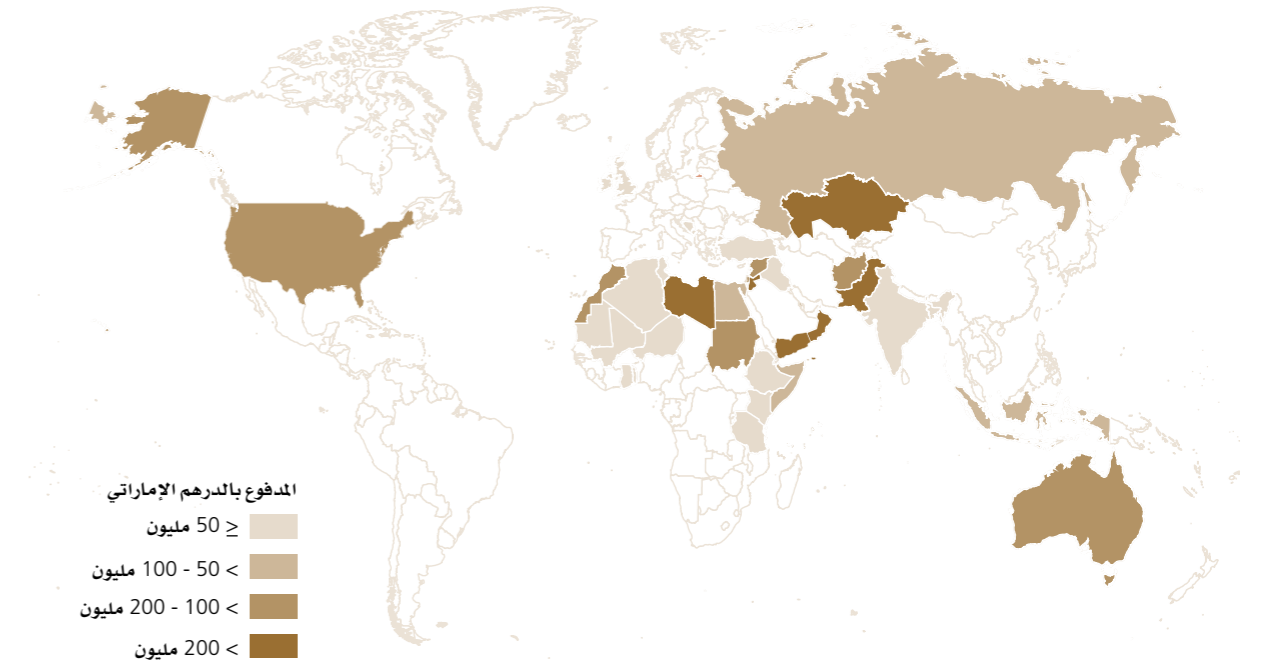 المدفوع بالدرهم الإماراتي
≥ 50 مليون
> 50 - 100 مليون
> 100 - 200 مليون
> 200 مليون